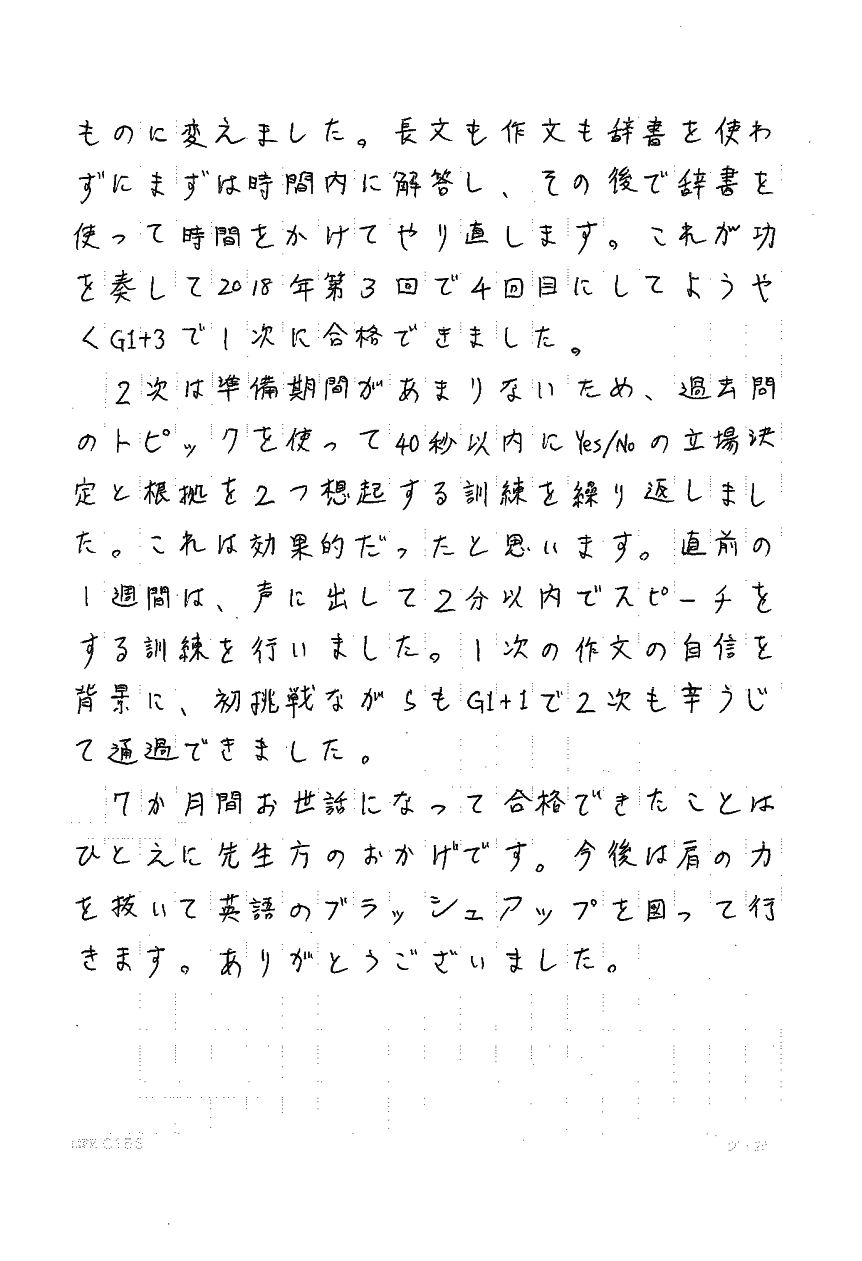 ものに変えました。長文も作文も辞書を使わ
ずにまずは時間内に解答し、その後で辞書を
使って時間をかけてやり直します。これが功
を奏して2018年第3回で4回目にしてようや
くG1+3で1次に合格できました。
2次は準備期間があまりないため、過去問
のトピックを使って40秒以内にYes/Noの立場決
定と根拠を2つ想起する訓練を繰り返しまし
た。これは効果的だったと思います。直前の
1週間は、声に出して2分以内でスピーチを
する訓練を行いました。1次の作文の自信を
背景に、初挑戦ながらもG1+1で2次も辛うじ
て通過できました。
7か月間お世話になって合格できたことは
ひとえに先生方のおかげです。今後は肩の力
を抜いて英語のブラッシュアップを図って行
きます。ありがとうございました。
LIFE C156